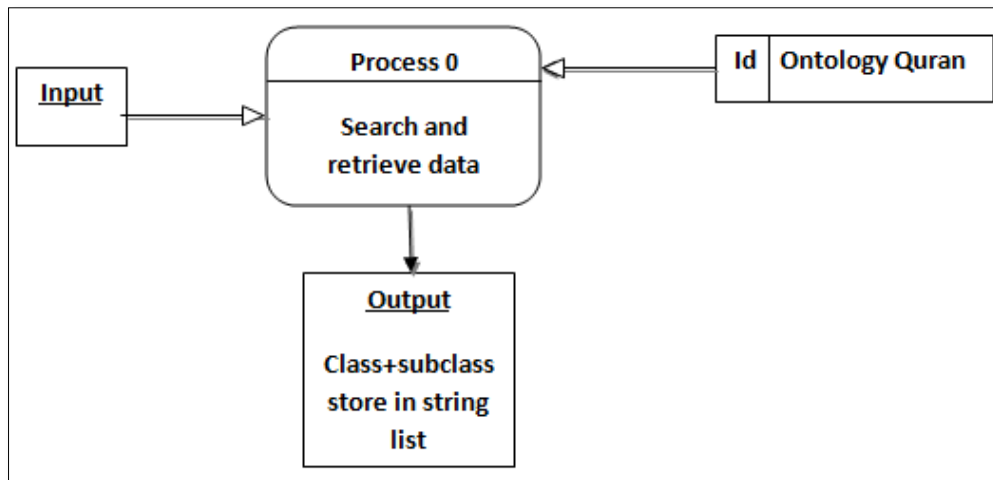 Input
Process 0
Search and
retrieve data
Id Ontology Quran
Output
Class+subclass
store in string
list